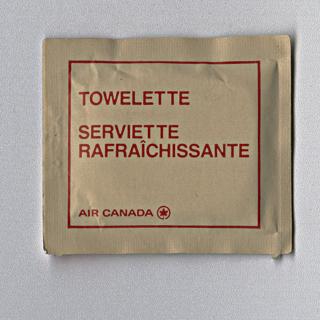 TOWELETTE
SERVIETTE
RAFRAÎCHISSANTE
AIR CANADA